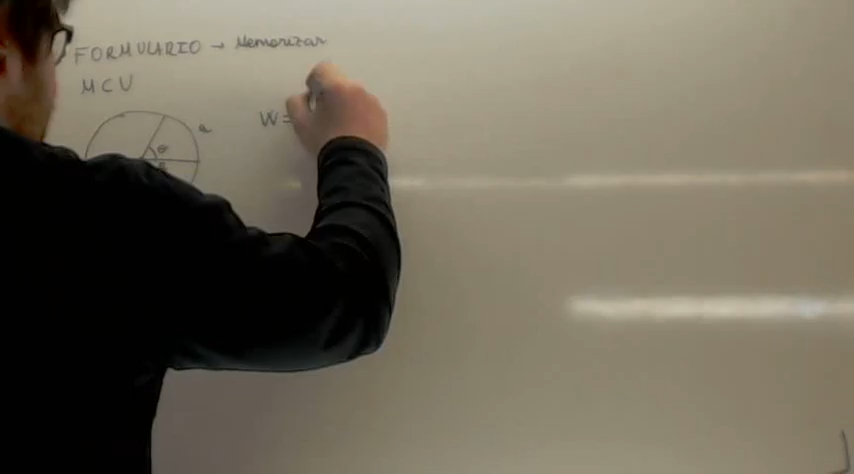 FORMULARIO → Memorizar
MCU
W =
θ
R